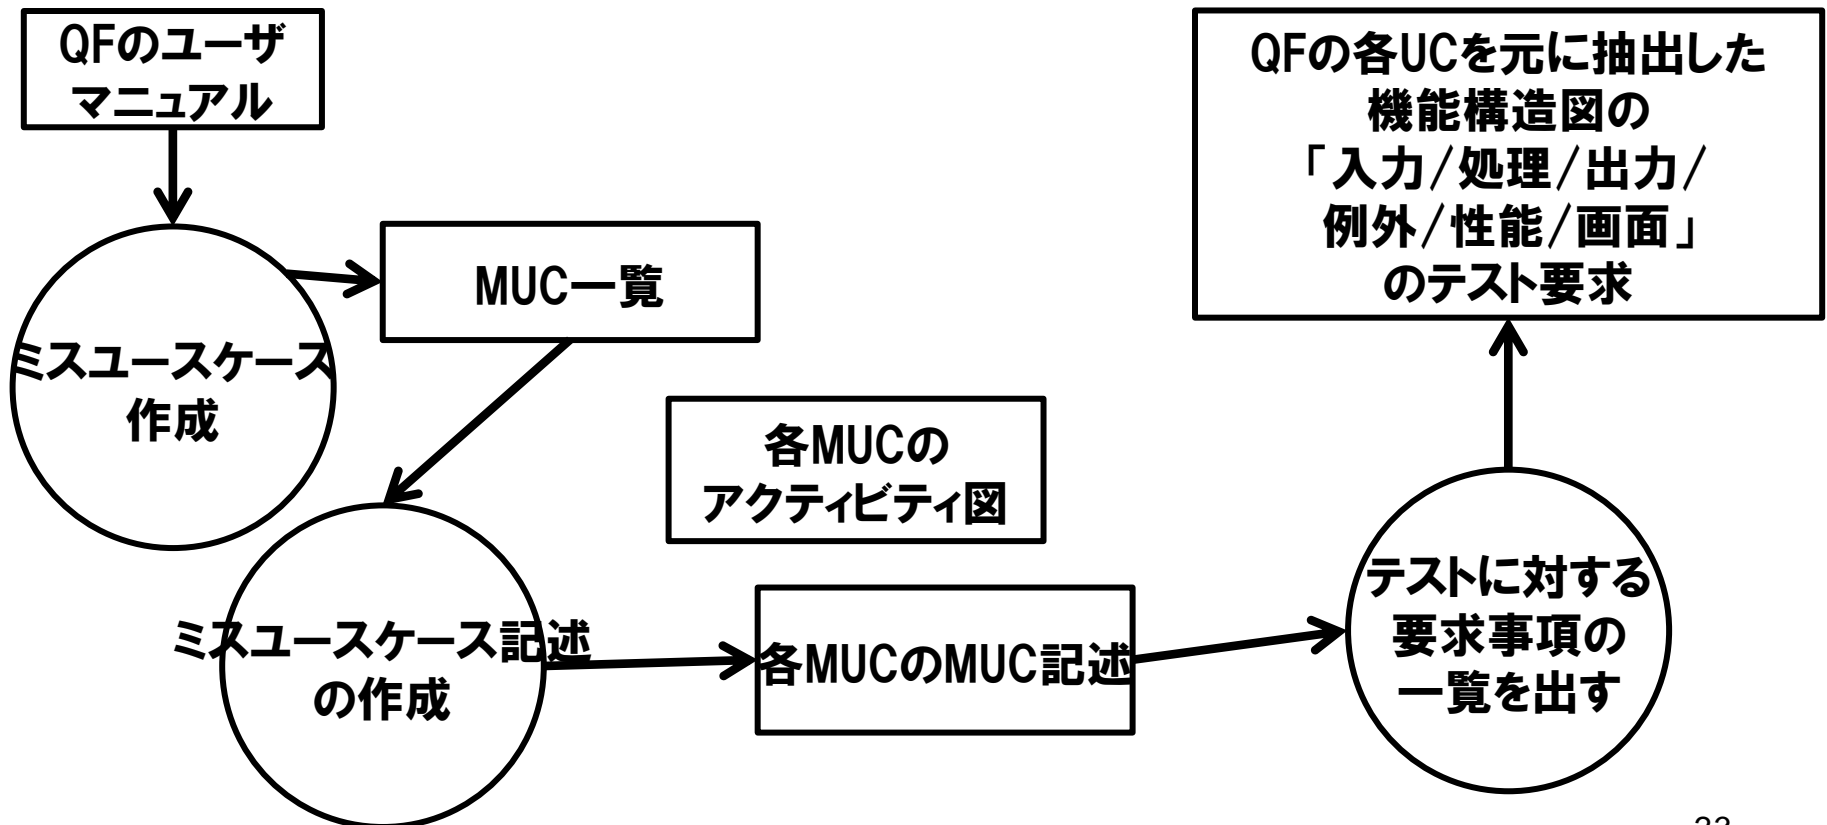 QFのユーザ
マニュアル
QFの各UCを元に抽出した
機能構造図の
「入力/処理/出力/
例外/性能/画面」
のテスト要求
MUC一覧
ミスユースケース
作成
各MUCの
アクティビティ図
ミスユースケース記述
の作成
各MUCのMUC記述
テストに対する
要求事項の
一覧を出す